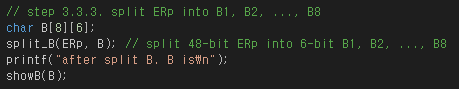 // step 3.3.3. split ERp into B1, B2, ..., B8
char B[8][6];
split_B(ERp, B); // split 48-bit ERp into 6-bit B1, B2, ..., B8
printf("after split B. B is₩n");
showB(B);